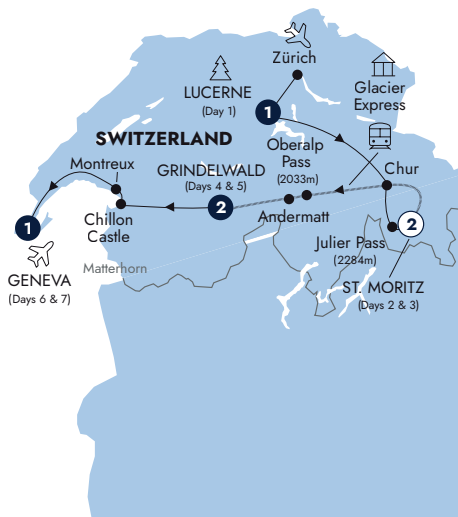 Zürich
LUCERNE
(Day 1)
Glacier
Express
1
SWITZERLAND
Oberalp
Pass
(2033m)
Montreux
GRINDELWALD
(Days 4 & 5)
Chur
2
Andermatt
Chillon
Castle
1
2
Julier Pass
(2284m)
GENEVA
(Days 6 & 7)
Matterhorn
ST. MORITZ
(Days 2 & 3)